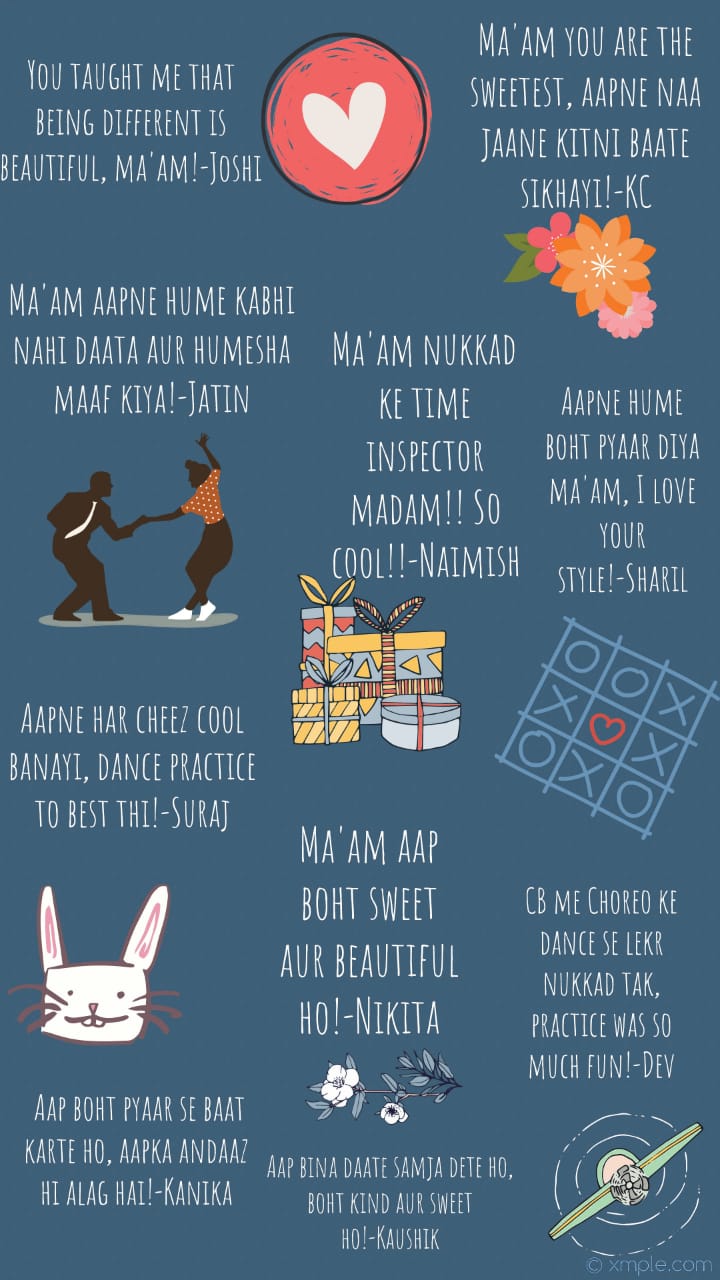 You taught me that
being different is
beautiful, ma'am!-Joshi
Ma'am you are the
sweetest, aapne naa
jaane kitni baate
sikhayi!-KC
Ma'am aapne hume kabhi
nahi daata aur humesha
maaf kiya!-Jatin
Ma'am nukkad
ke time
inspector
madam!! So
cool!!-Naimish
Aapne hume
boht pyaar diya
ma'am, I love
your
style!-Sharil
Aapne har cheez cool
banayi, dance practice
to best thi!-Suraj
Ma'am aap
boht sweet
aur beautiful
ho!-Nikita
CB me Choreo ke
dance se lekr
nukkad tak,
practice was so
much fun!-Dev
Aap boht pyaar se baat
karte ho, aapka andaaz
hi alag hai!-Kanika
Aap bina daate samja dete ho,
boht kind aur sweet
ho!-Kaushik
© xmple.com